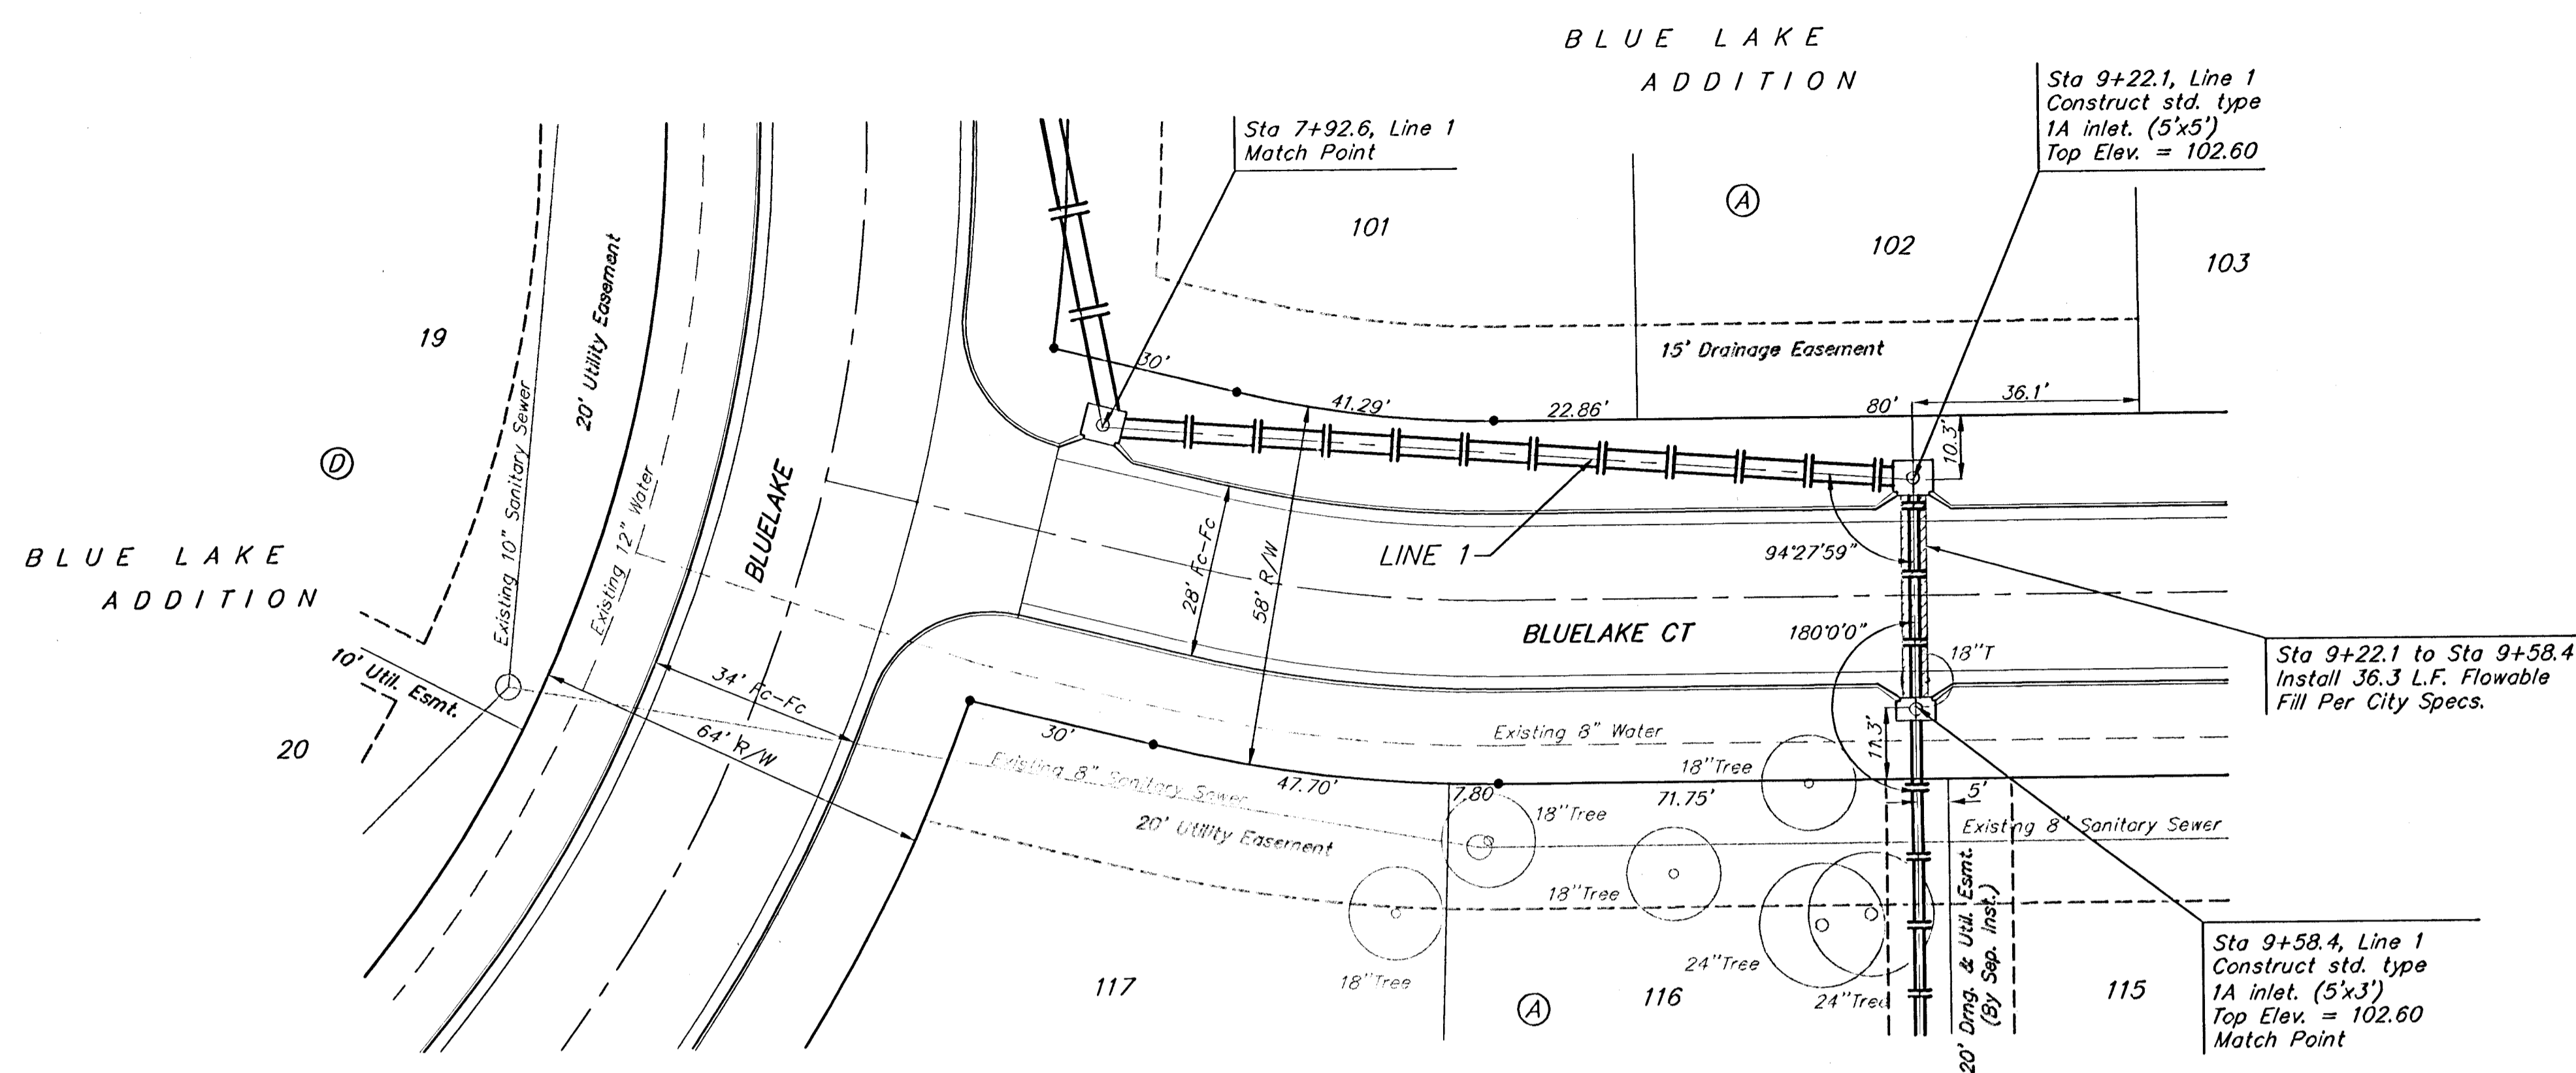 BLUE LAKE
ADDITION
Sta 9+22.1, Line 1
Construct std. type
1A inlet. (5'x5')
Top Elev. = 102.60
Sta 7+92.6, Line 1
Match Point
A
101
102
103
19
20' Utility Easement
Existing 10" Sanitary Sewer
Existing 12" Water
BLUELAKE
15' Drainage Easement
30'
41.29'
22.86'
80'
36.1'
10.3'
D
BLUE LAKE
ADDITION
LINE 1
28' Fc-Fc
58' R/W
94°27'59"
BLUELAKE CT
180°0'0"
18"T
Sta 9+22.1 to Sta 9+58.4
Install 36.3 L.F. Flowable
Fill Per City Specs.
10' Util. Esmt.
34' Fc-Fc
64' R/W
20
30'
Existing 8" Water
11.3'
Existing 8" Sanitary Sewer
47.70'
7.80'
18"Tree
71.75'
5'
18"Tree
20' Utility Easement
Existing 8" Sanitary Sewer
18"Tree
18"Tree
24"Tree
24"Tree
117
A
116
115
20' Drng. & Util. Esmt.
(By Sep. Inst.)
Sta 9+58.4, Line 1
Construct std. type
1A inlet. (5'x3')
Top Elev. = 102.60
Match Point